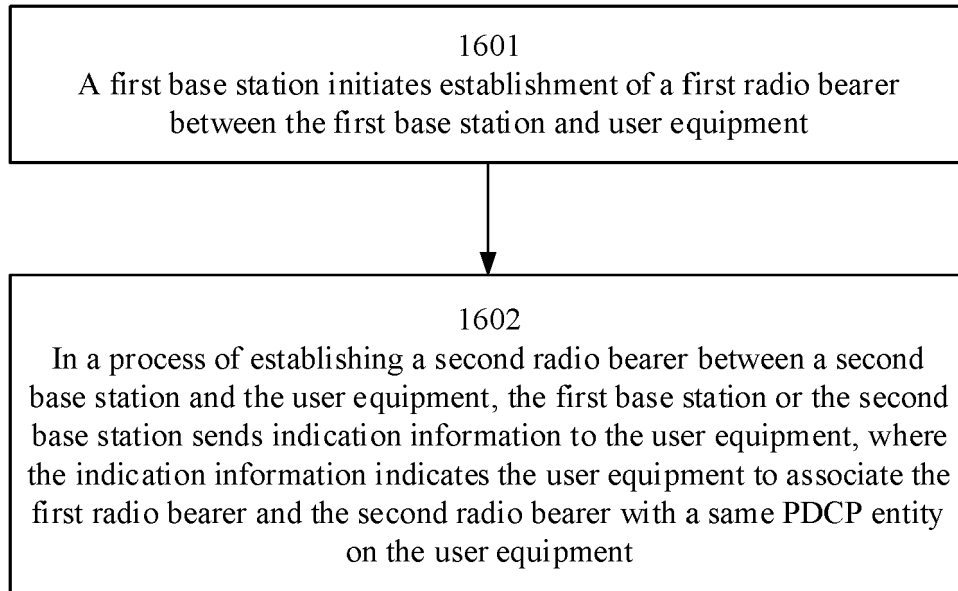 1601
A first base station initiates establishment of a first radio bearer
between the first base station and user equipment
1602
In a process of establishing a second radio bearer between a second
base station and the user equipment, the first base station or the second
base station sends indication information to the user equipment, where
the indication information indicates the user equipment to associate the
first radio bearer and the second radio bearer with a same PDCP entity
on the user equipment